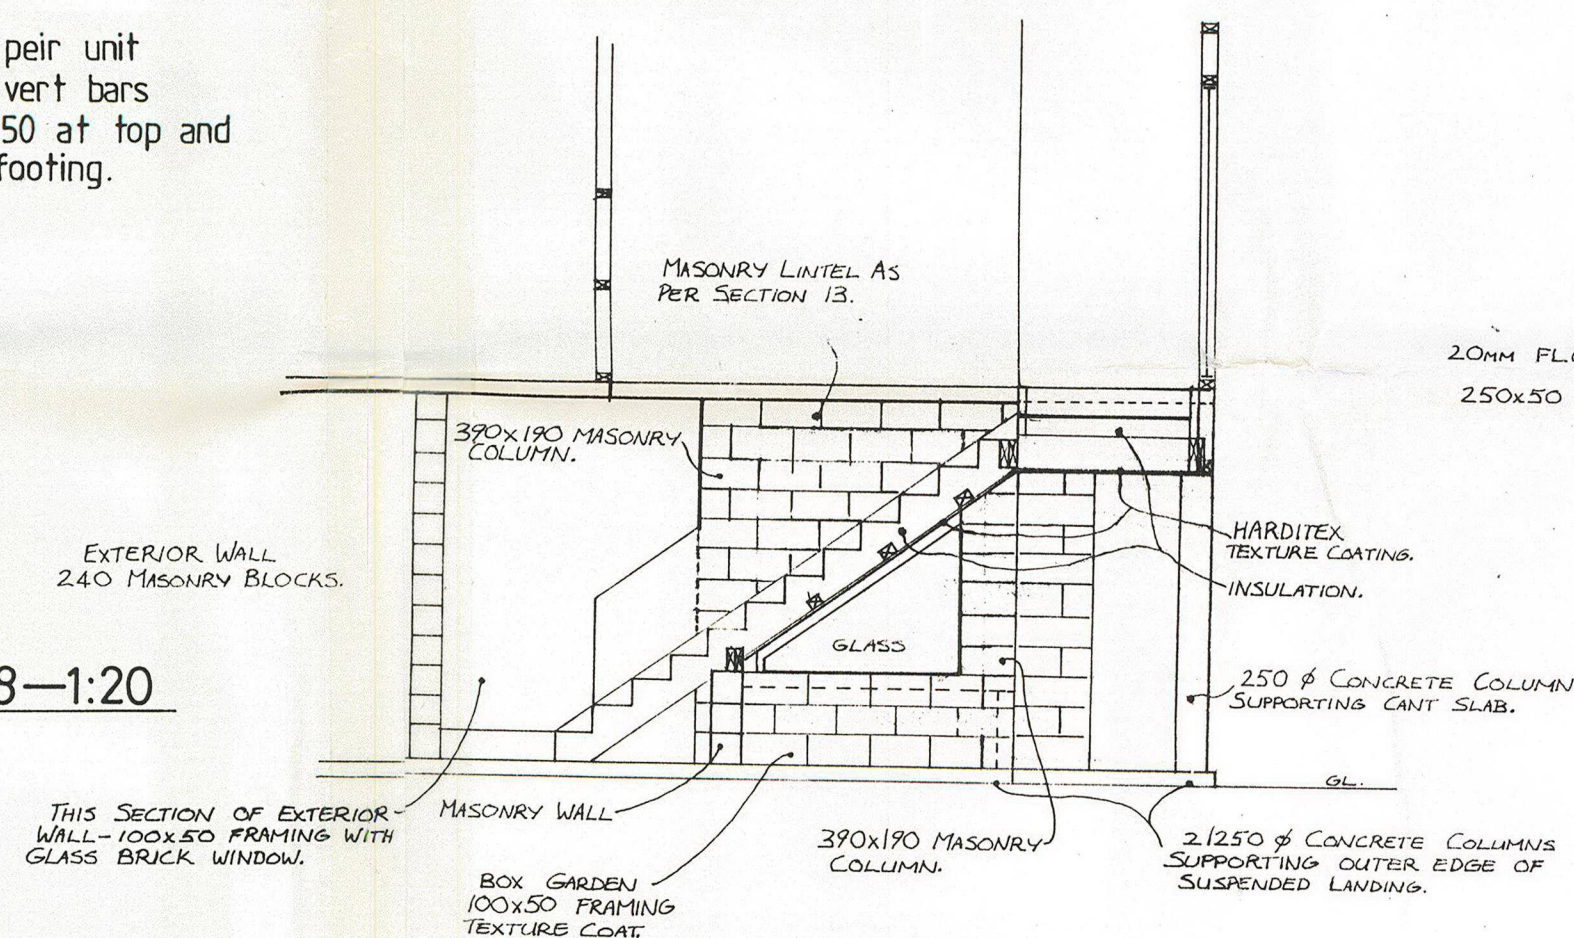 peir unit
vert bars
50 at top and
footing.
MASONRY LINTEL AS
PER SECTION 13.
20MM
250x50
390x190 MASONRY
COLUMN.
EXTERIOR WALL
240 MASONRY BLOCKS.
HARDITEX
TEXTURE COATING.
INSULATION.
GLASS
8—1:20
250 ϕ CONCRETE COLUMN
SUPPORTING CANT SLAB.
GL.
THIS SECTION OF EXTERIOR
WALL-100x50 FRAMING WITH
GLASS BRICK WINDOW.
MASONRY WALL
390x190 MASONRY
COLUMN.
2/250 ϕ CONCRETE COLUMNS
SUPPORTING OUTER EDGE OF
SUSPENDED LANDING.
BOX GARDEN
100x50 FRAMING
TEXTURE COAT.